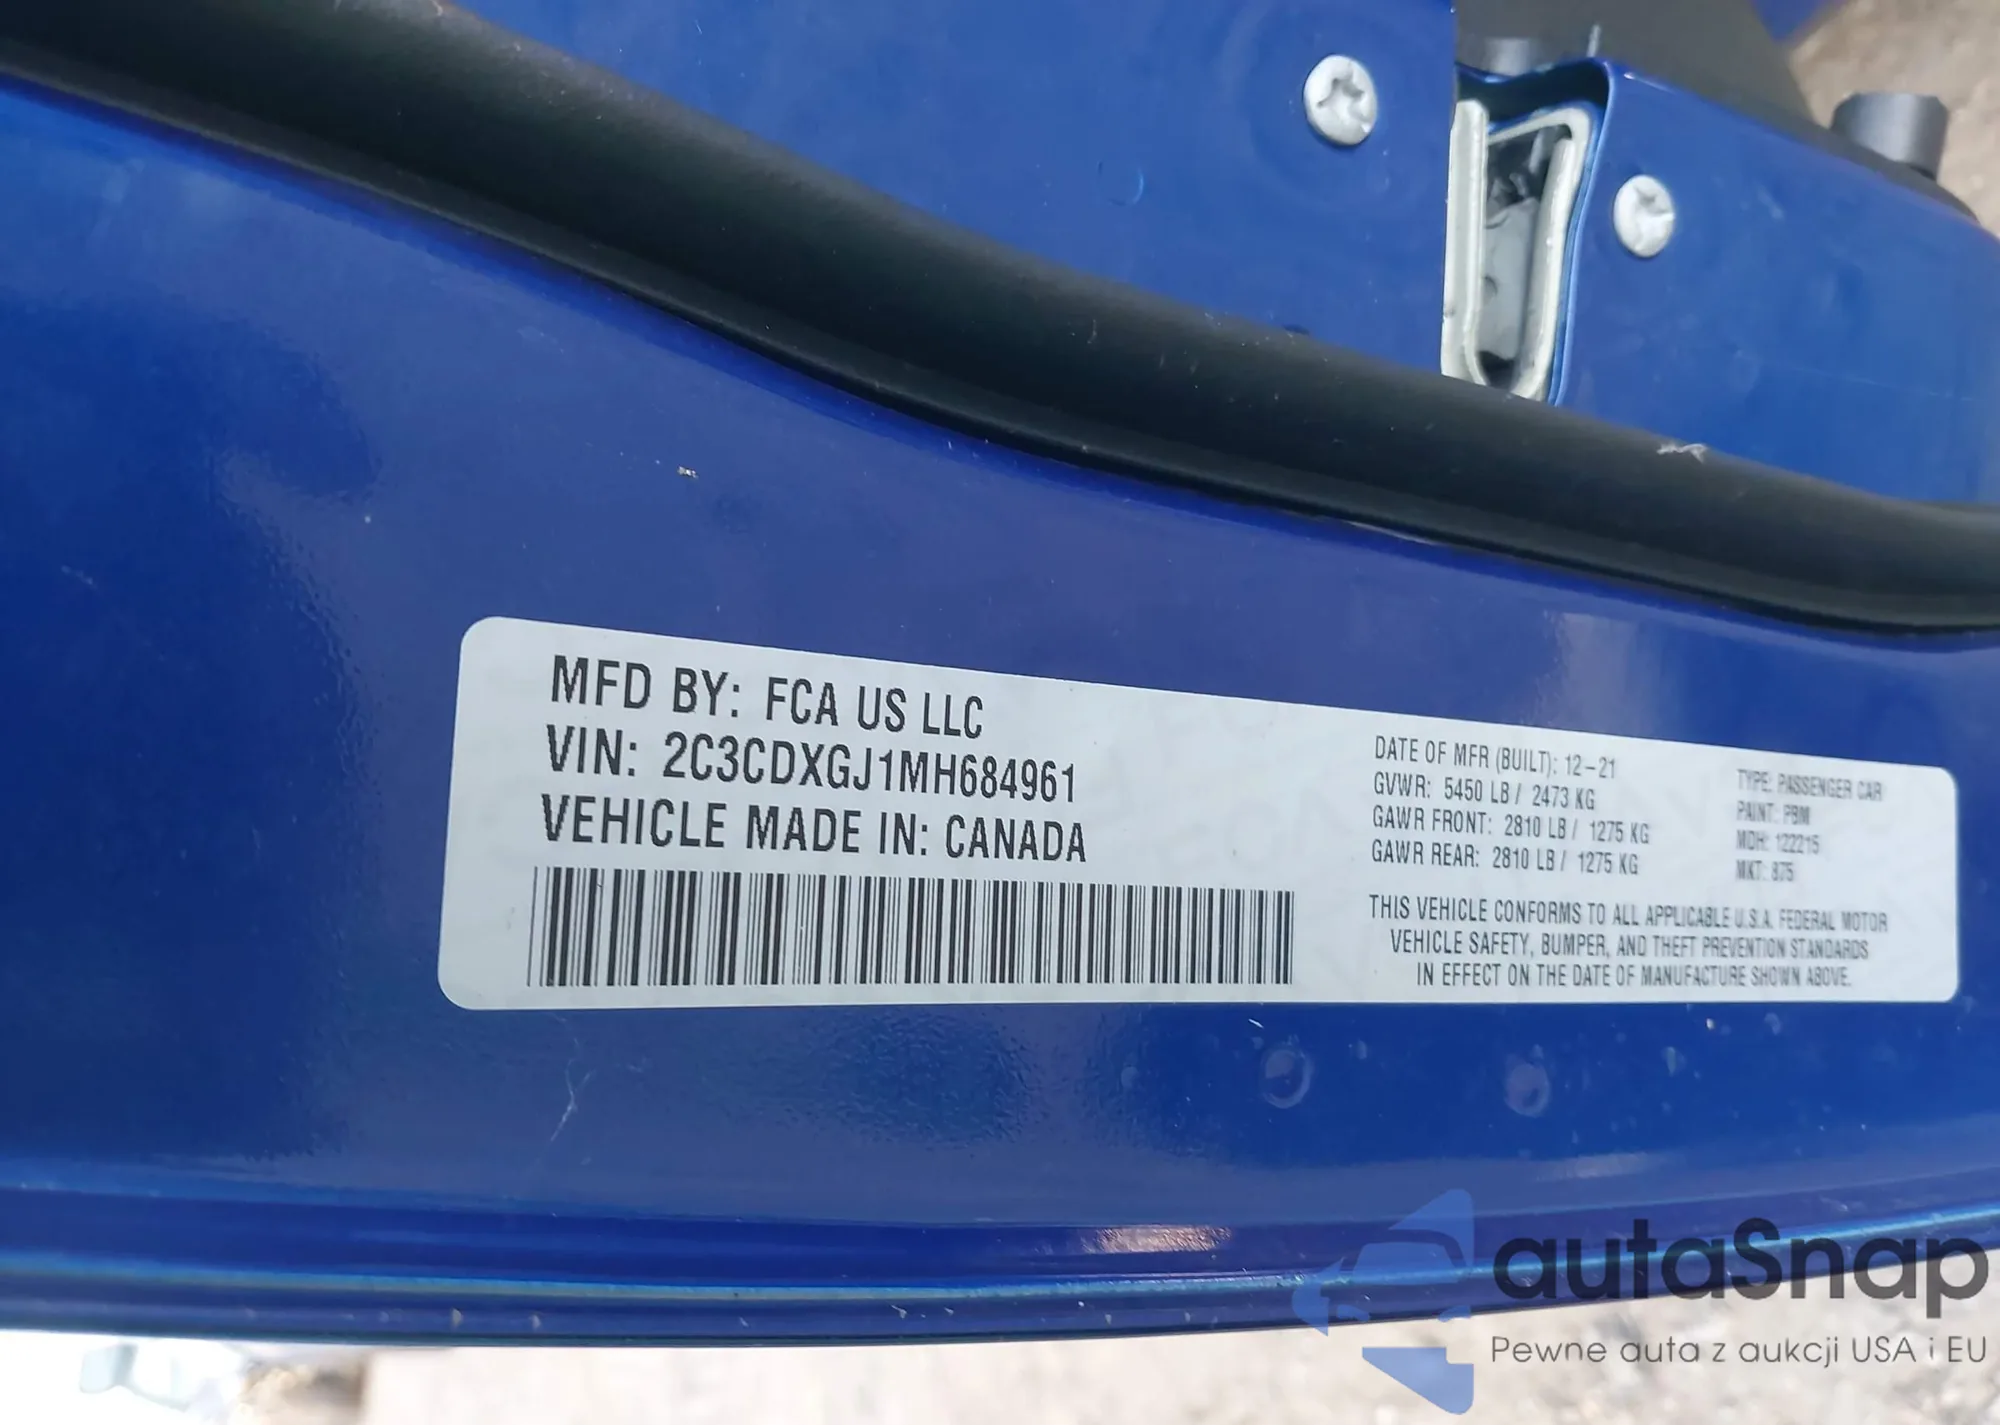 MFD BY: FCA US LLC
VIN: 2C3CDXGJ1MH684961
VEHICLE MADE IN: CANADA
DATE OF MFR (BUILT): 12-21
GVWR: 5450 LB / 2473 KG
GAWR FRONT: 2810 LB / 1275 KG
GAWR REAR: 2810 LB / 1275 KG
TYPE: PASSENGER CAR
PAINT: PBM
MDH: 122215
MKT: 875
THIS VEHICLE CONFORMS TO ALL APPLICABLE U.S.A. FEDERAL MOTOR
VEHICLE SAFETY, BUMPER, AND THEFT PREVENTION STANDARDS
IN EFFECT ON THE DATE OF MANUFACTURE SHOWN ABOVE.
autaSnap
Pewne auta z aukcji USA i EU